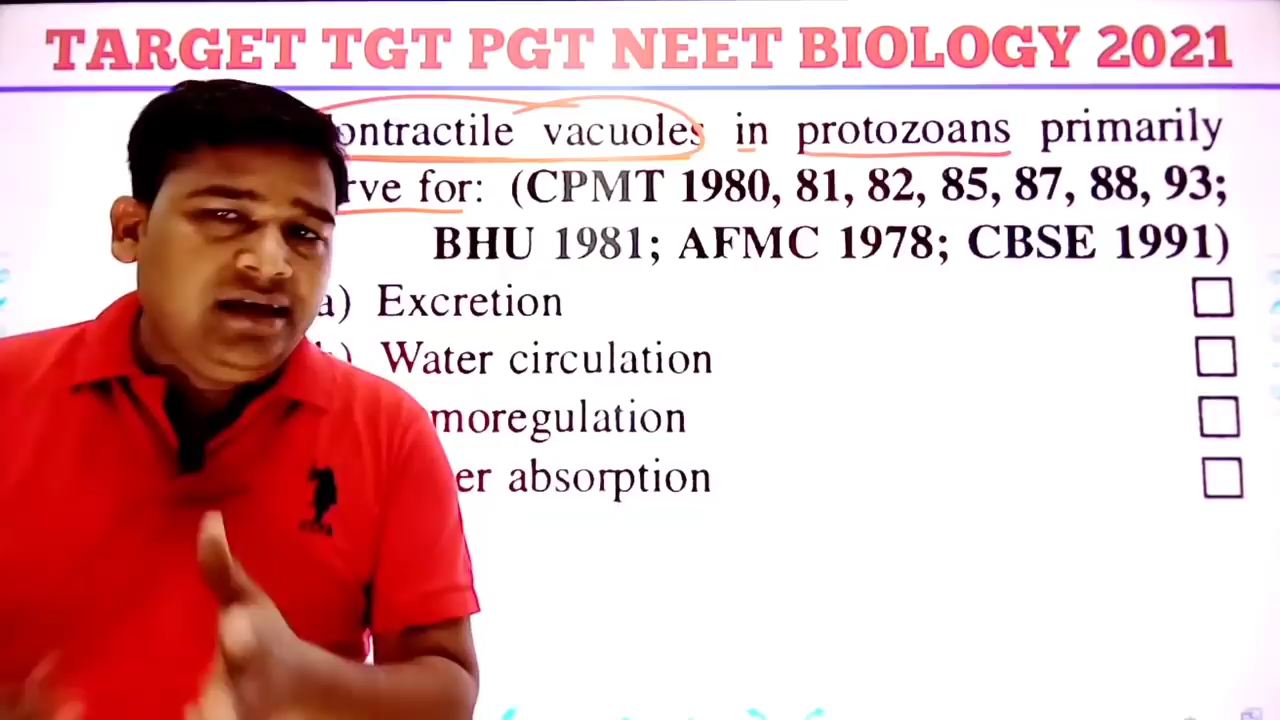 TARGET TGT PGT NEET BIOLOGY 2021
ontractile vacuoles in protozoans primarily
rve for: (CPMT 1980, 81, 82, 85, 87, 88, 93;
BHU 1981; AFMC 1978; CBSE 1991)
a) Excretion
b) Water circulation
moregulation
er absorption